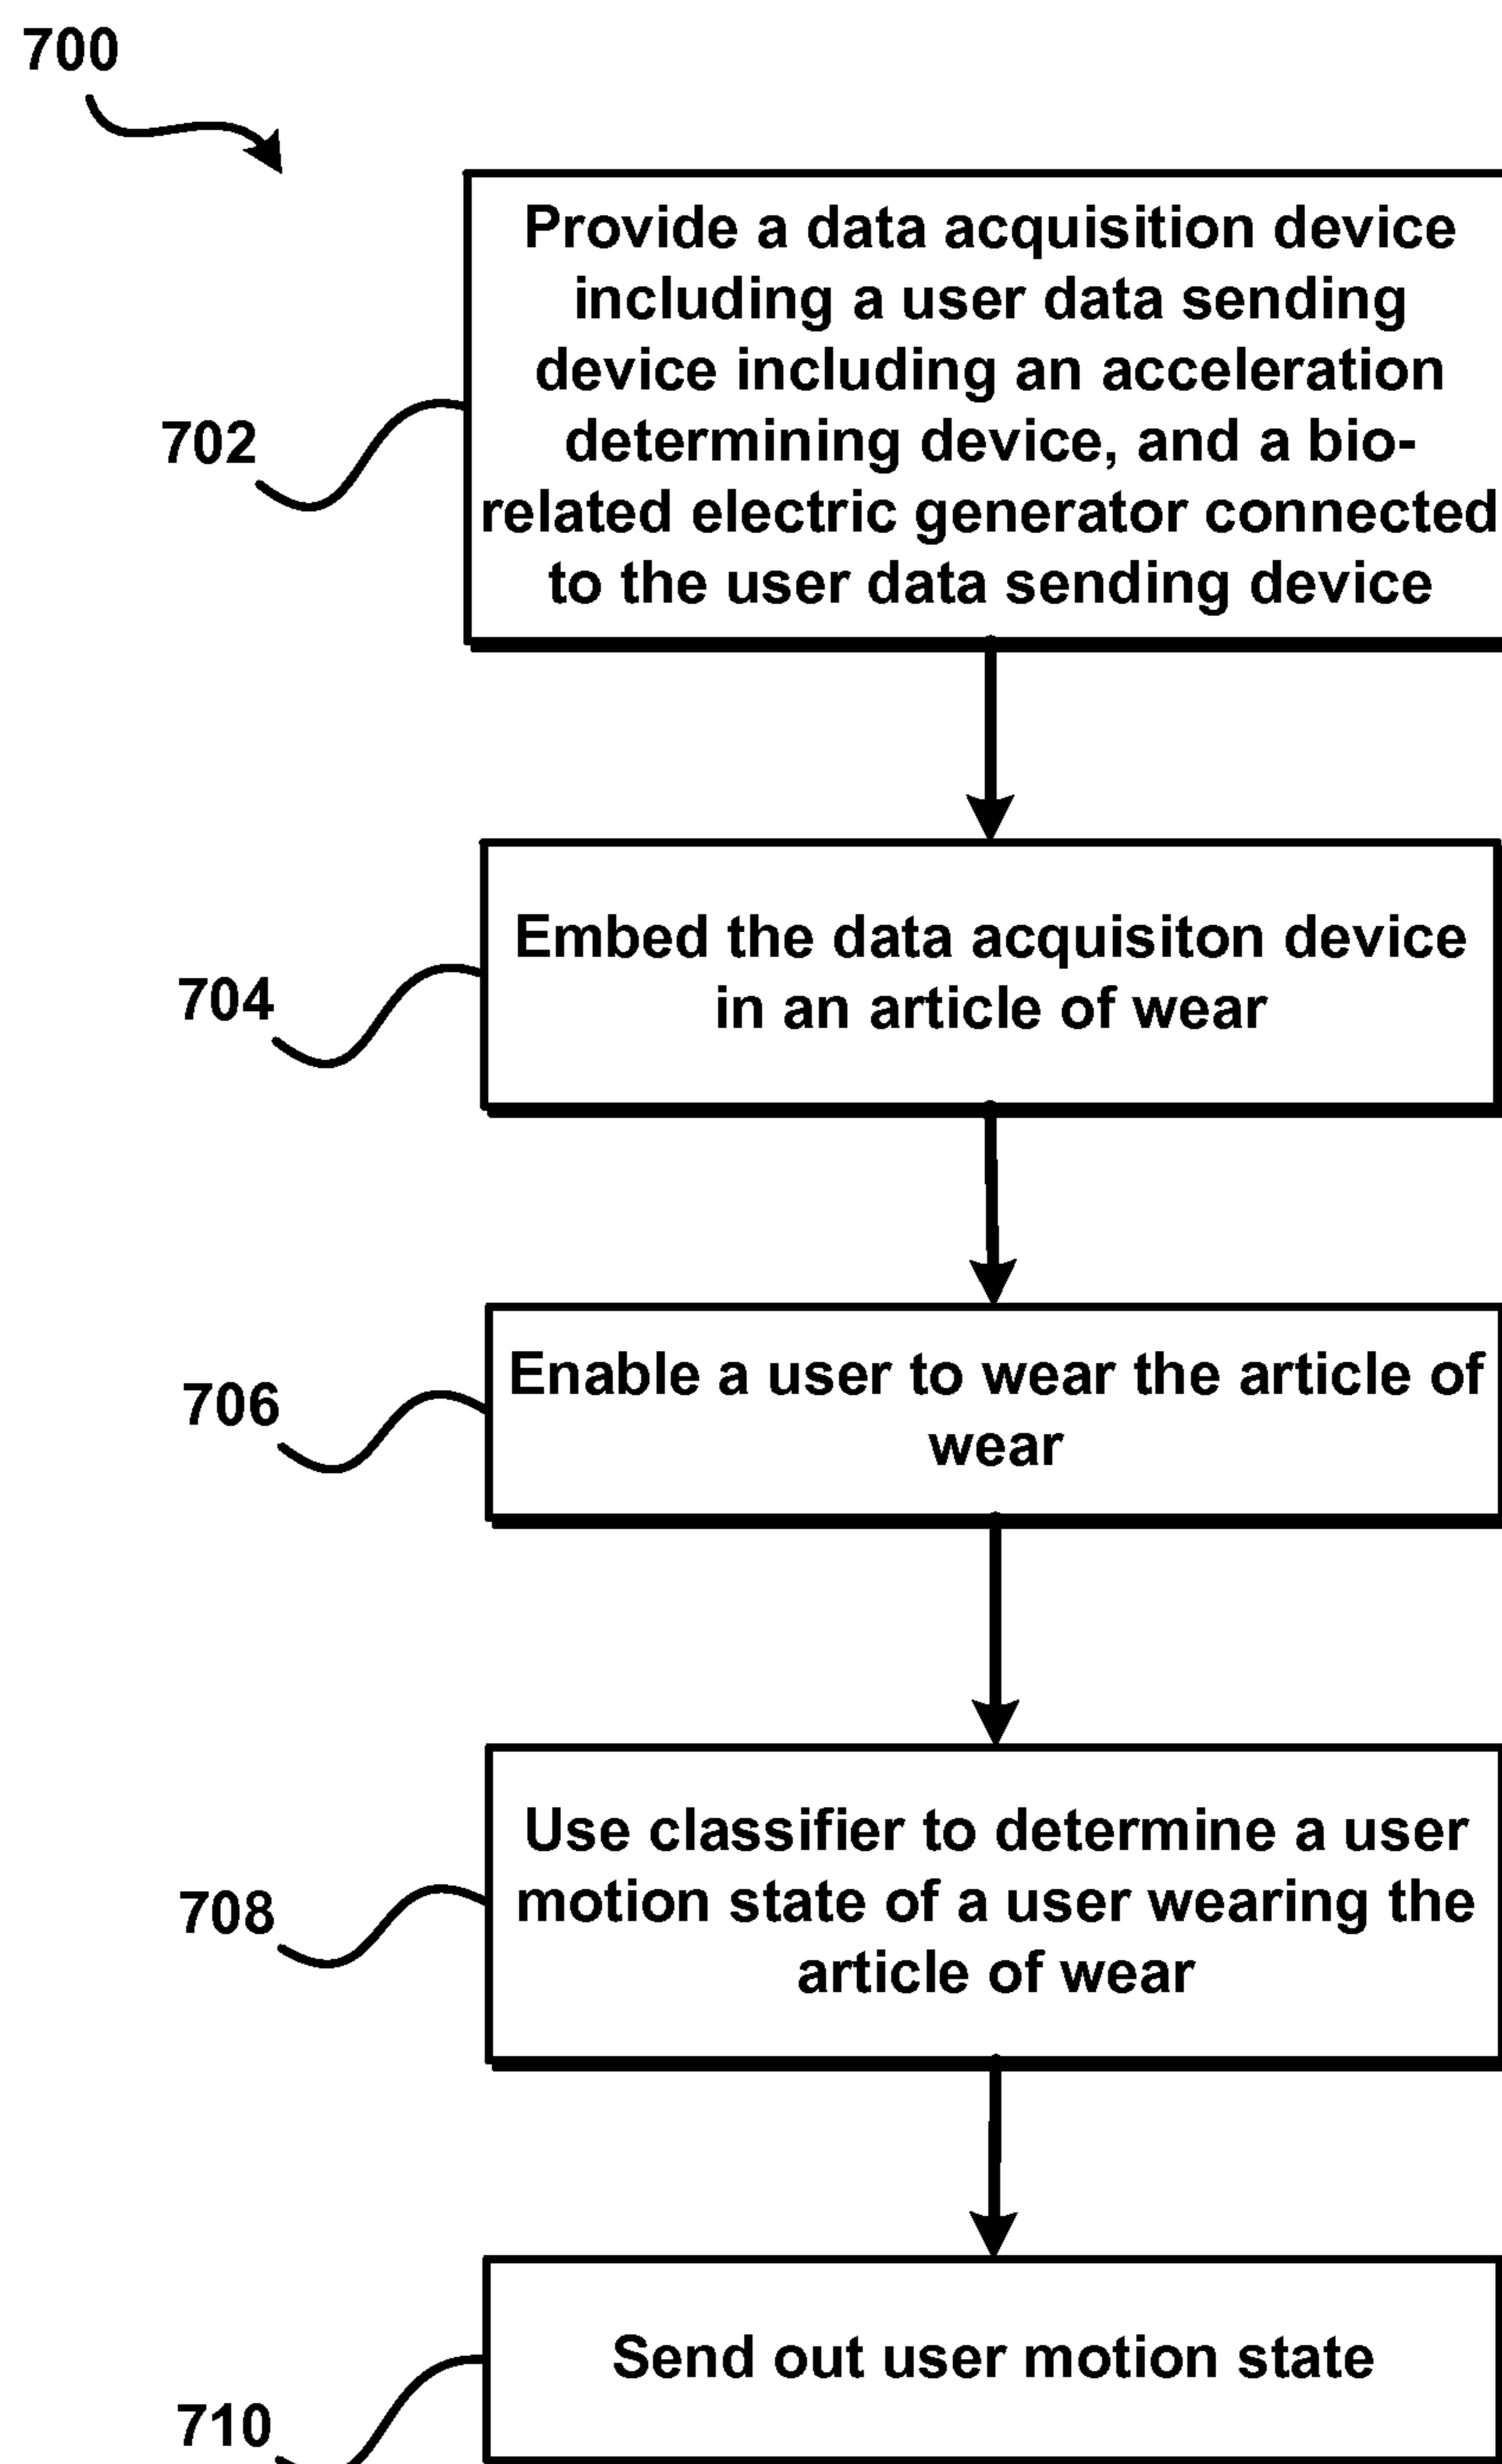 700
Provide a data acquisition device
including a user data sending
device including an acceleration
determining device, and a bio-
related electric generator connected
to the user data sending device
702
Embed the data acquisiton device
in an article of wear
704
Enable a user to wear the article of
wear
706
Use classifier to determine a user
motion state of a user wearing the
article of wear
708
Send out user motion state
710